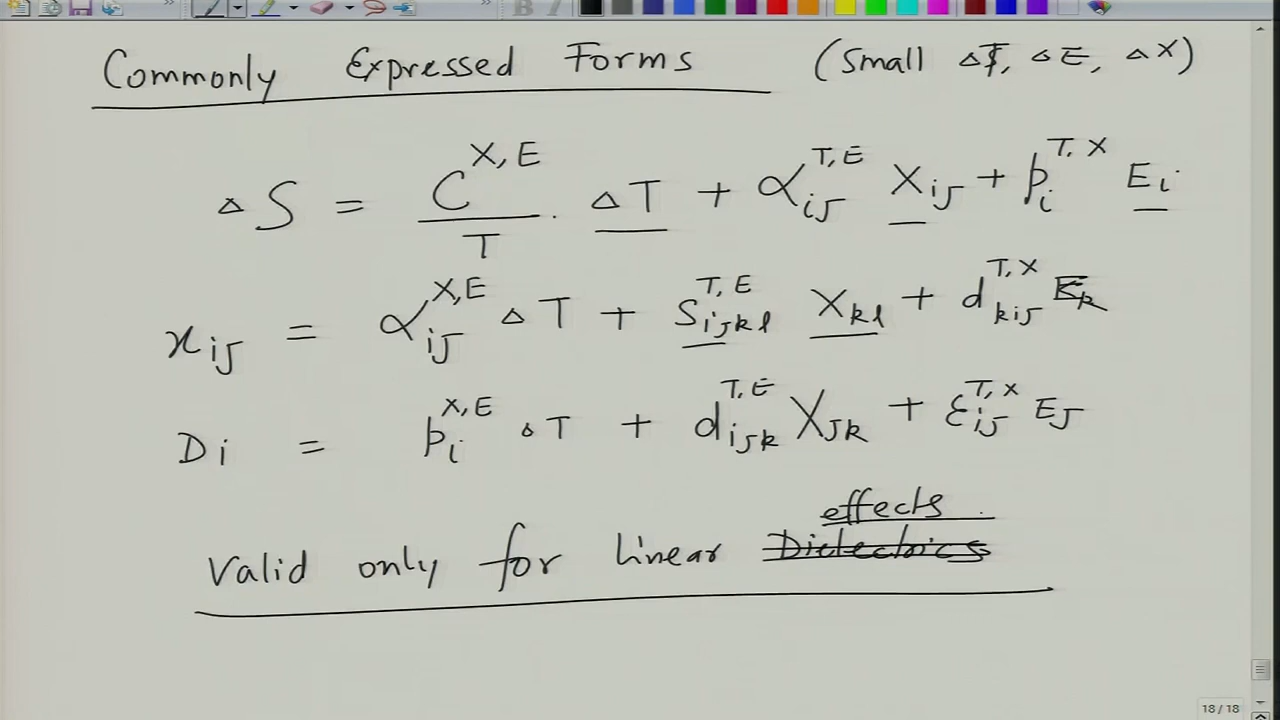 Commonly Expressed Forms (Small ΔT, ΔE, ΔX)
ΔS = C^{X,E}/T . ΔT + α_{ij}^{T,E} X_{ij} + p_i^{T,X} E_i
x_{ij} = α_{ij}^{X,E} ΔT + s_{ijkl}^{T,E} X_{kl} + d_{kij}^{T,X} E_k
D_i = p_i^{X,E} ΔT + d_{ijk}^{T,E} X_{jk} + ε_{ij}^{T,X} E_j
effects
Valid only for linear Dielectrics
18 / 18